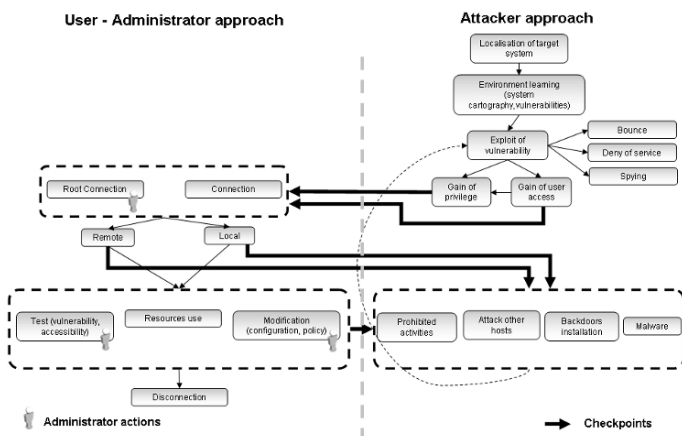 User - Administrator approach
Attacker approach
Localisation of target
system
Environment learning
(system
cartography,vulnerabilities)
Exploit of
vulnerability
Bounce
Deny of service
Spying
Root Connection
Connection
Gain of
privilege
Gain of user
access
Remote
Local
Test (vulnerability,
accessibility)
Resources use
Modification
(configuration, policy)
Prohibited
activities
Attack other
hosts
Backdoors
installation
Malware
Disconnection
Administrator actions
Checkpoints